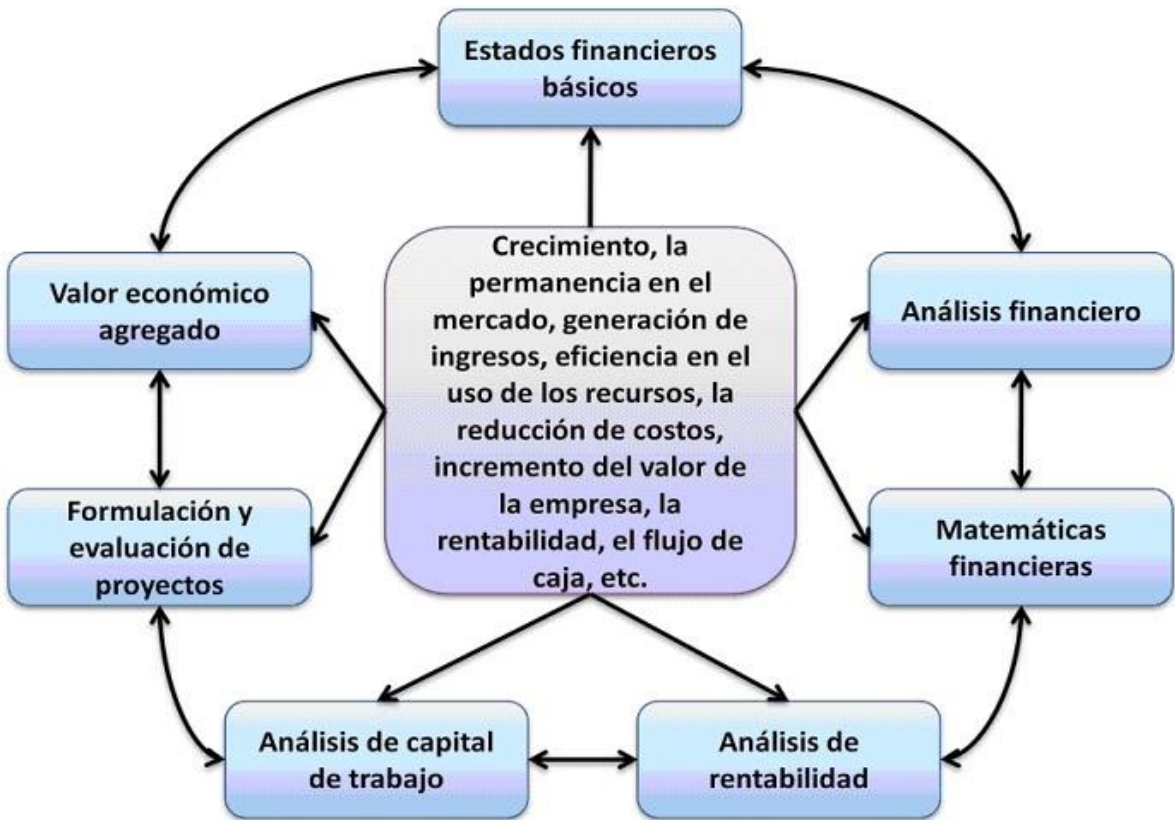 Estados financieros
básicos
Crecimiento, la
permanencia en el
mercado, generación de
ingresos, eficiencia en el
uso de los recursos, la
reducción de costos,
incremento del valor de
la empresa, la
rentabilidad, el flujo de
caja, etc.
Valor económico
agregado
Análisis financiero
Formulación y
evaluación de
proyectos
Matemáticas
financieras
Análisis de capital
de trabajo
Análisis de
rentabilidad